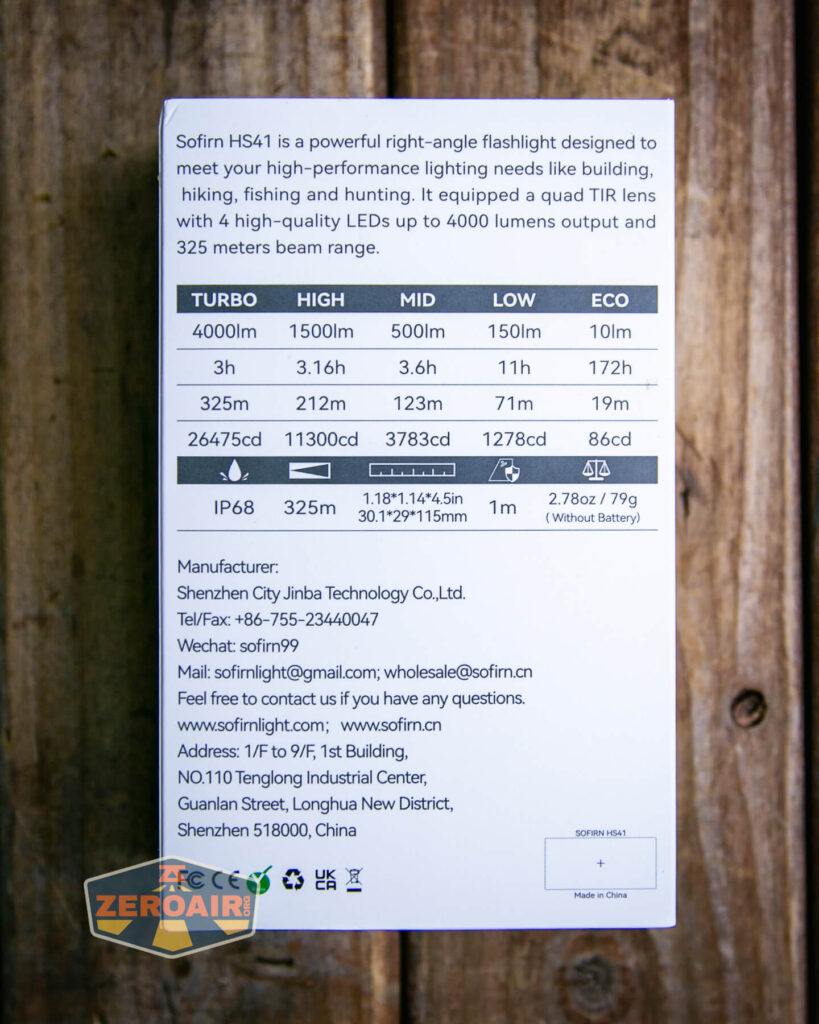 Sofirn HS41 is a powerful right-angle flashlight designed to
meet your high-performance lighting needs like building,
hiking, fishing and hunting. It equipped a quad TIR lens
with 4 high-quality LEDs up to 4000 lumens output and
325 meters beam range.
TURBO HIGH MID LOW ECO
4000lm 1500lm 500lm 150lm 10lm
3h 3.16h 3.6h 11h 172h
325m 212m 123m 71m 19m
26475cd 11300cd 3783cd 1278cd 86cd
IP68 325m 1.18*1.14*4.5in 1m 2.78oz / 79g
30.1*29*115mm ( Without Battery)
Manufacturer:
Shenzhen City Jinba Technology Co.,Ltd.
Tel/Fax: +86-755-23440047
Wechat: sofirn99
Mail: sofirnlight@gmail.com; wholesale@sofirn.cn
Feel free to contact us if you have any questions.
www.sofirnlight.com; www.sofirn.cn
Address: 1/F to 9/F, 1st Building,
NO.110 Tenglong Industrial Center,
Guanlan Street, Longhua New District,
Shenzhen 518000, China
SOFIRN HS41
+
Made in China
FC CE UK
CA
ZEROAIR.ORG